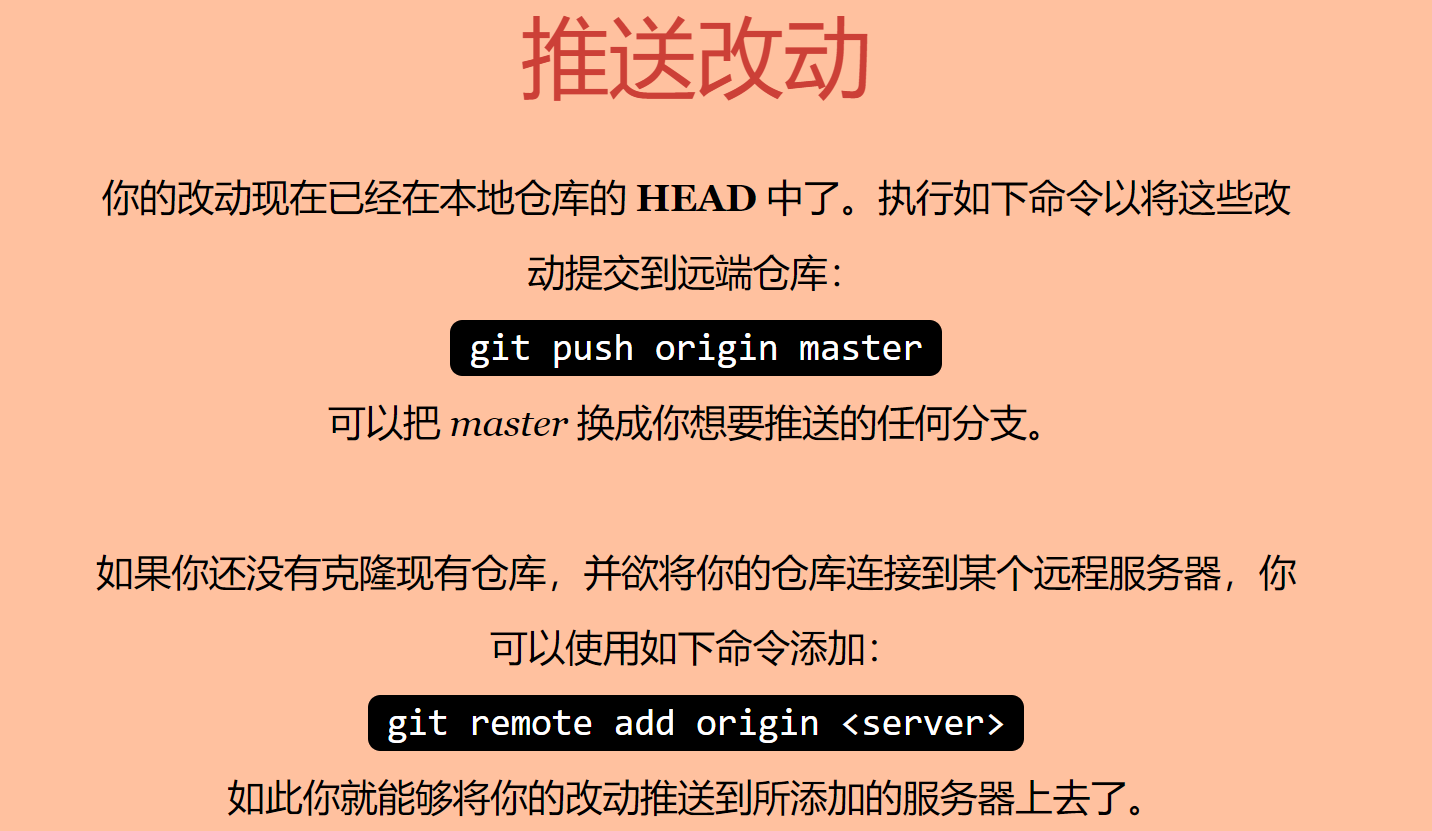 推送改动
你的改动现在已经在本地仓库的 HEAD 中了。执行如下命令以将这些改
动提交到远端仓库：
git push origin master
可以把 master 换成你想要推送的任何分支。
如果你还没有克隆现有仓库，并欲将你的仓库连接到某个远程服务器，你
可以使用如下命令添加：
git remote add origin <server>
如此你就能够将你的改动推送到所添加的服务器上去了。